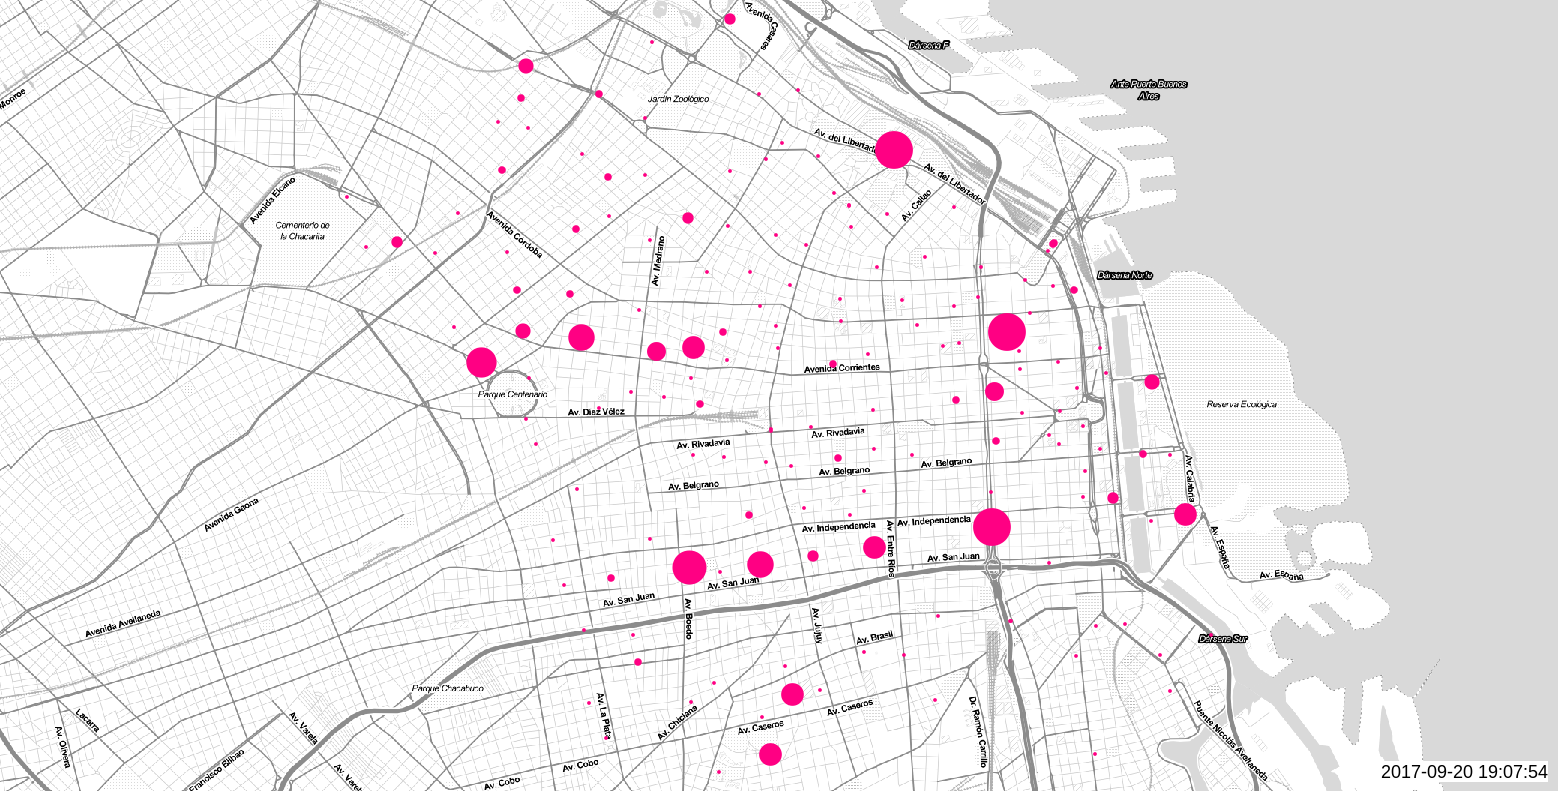 Avenida Casares
Dársena F
Ante Puerto Buenos
Aires
Monroe
Jardín Zoológico
Av. del Libertador
Av. del Libertador
Avenida Elcano
Av. Callao
Cementerio de
la Chacarita
Avenida Córdoba
Av. Medrano
Dársena Norte
Avenida Corrientes
Parque Centenario
Reserva Ecológica
Av. Díaz Vélez
Av. Rivadavia
Av. Rivadavia
Av. Belgrano
Av. Belgrano
Av. Belgrano
Av. Calabria
Avenida Gaona
Av. Independencia
Av. Independencia
Av. Entre Ríos
Av. España
Av. San Juan
Av. España
Av. San Juan
Av. San Juan
Avenida Avellaneda
Av. Boedo
Av. Jujuy
Av. Brasil
Dársena Sur
Parque Chacabuco
Av. La Plata
Av. Chiclana
Av. Caseros
Av. Caseros
Dr. Ramón Carrillo
Puente Nicolás Avellaneda
Lacarra
Av. Olivera
Av. Varela
Francisco Bilbao
Av. Varela
Av. Cobo
Av. Cobo
2017-09-20 19:07:54